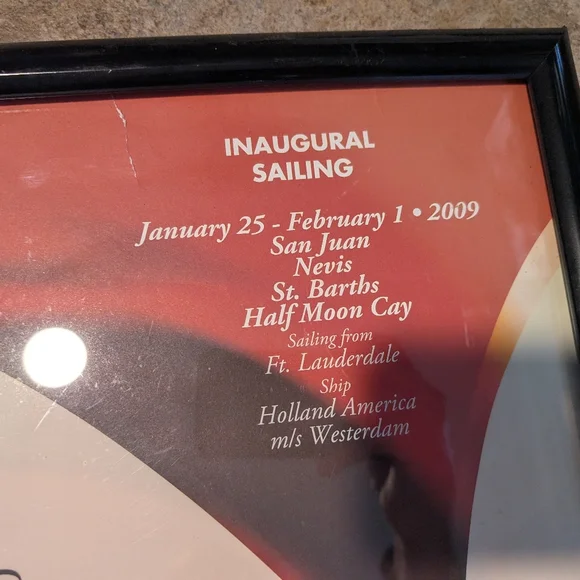 INAUGURAL
SAILING
January 25 - February 1 • 2009
San Juan
Nevis
St. Barths
Half Moon Cay
Sailing from
Ft. Lauderdale
Ship
Holland America
m/s Westerdam